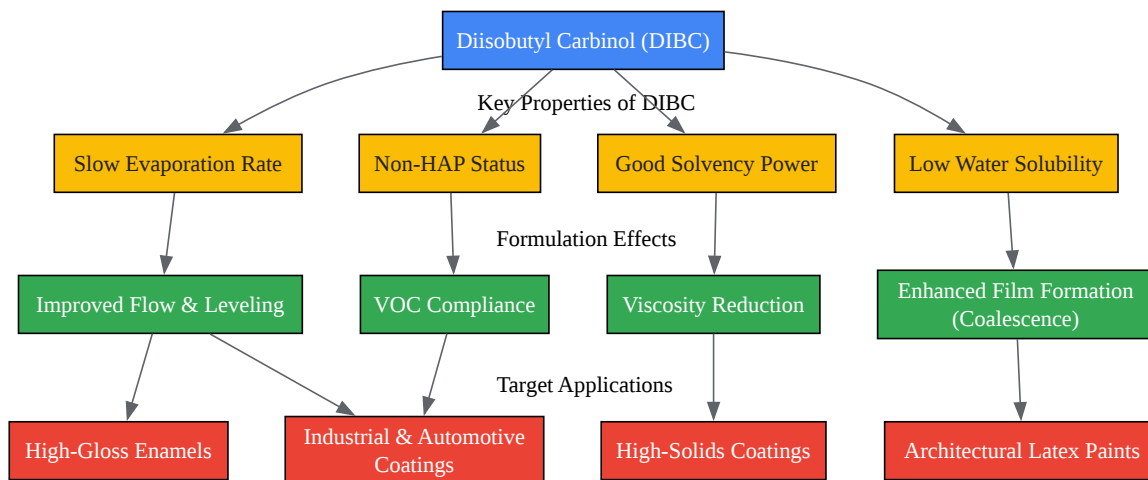 Diisobutyl Carbinol (DIBC)
Key Properties of DIBC
Slow Evaporation Rate
Non-HAP Status
Good Solvency Power
Low Water Solubility
Formulation Effects
Improved Flow & Leveling
VOC Compliance
Viscosity Reduction
Enhanced Film Formation
(Coalescence)
Target Applications
High-Gloss Enamels
Industrial & Automotive
Coatings
High-Solids Coatings
Architectural Latex Paints